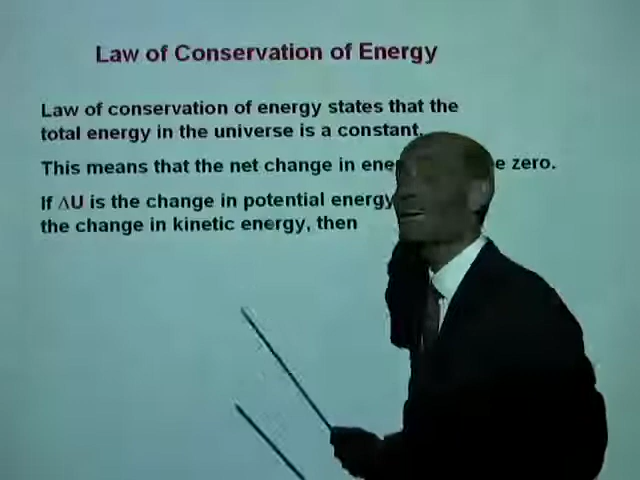 Law of Conservation of Energy
Law of conservation of energy states that the
total energy in the universe is a constant.
This means that the net change in zero.
If ΔU is the change in potential energy
the change in kinetic energy, then